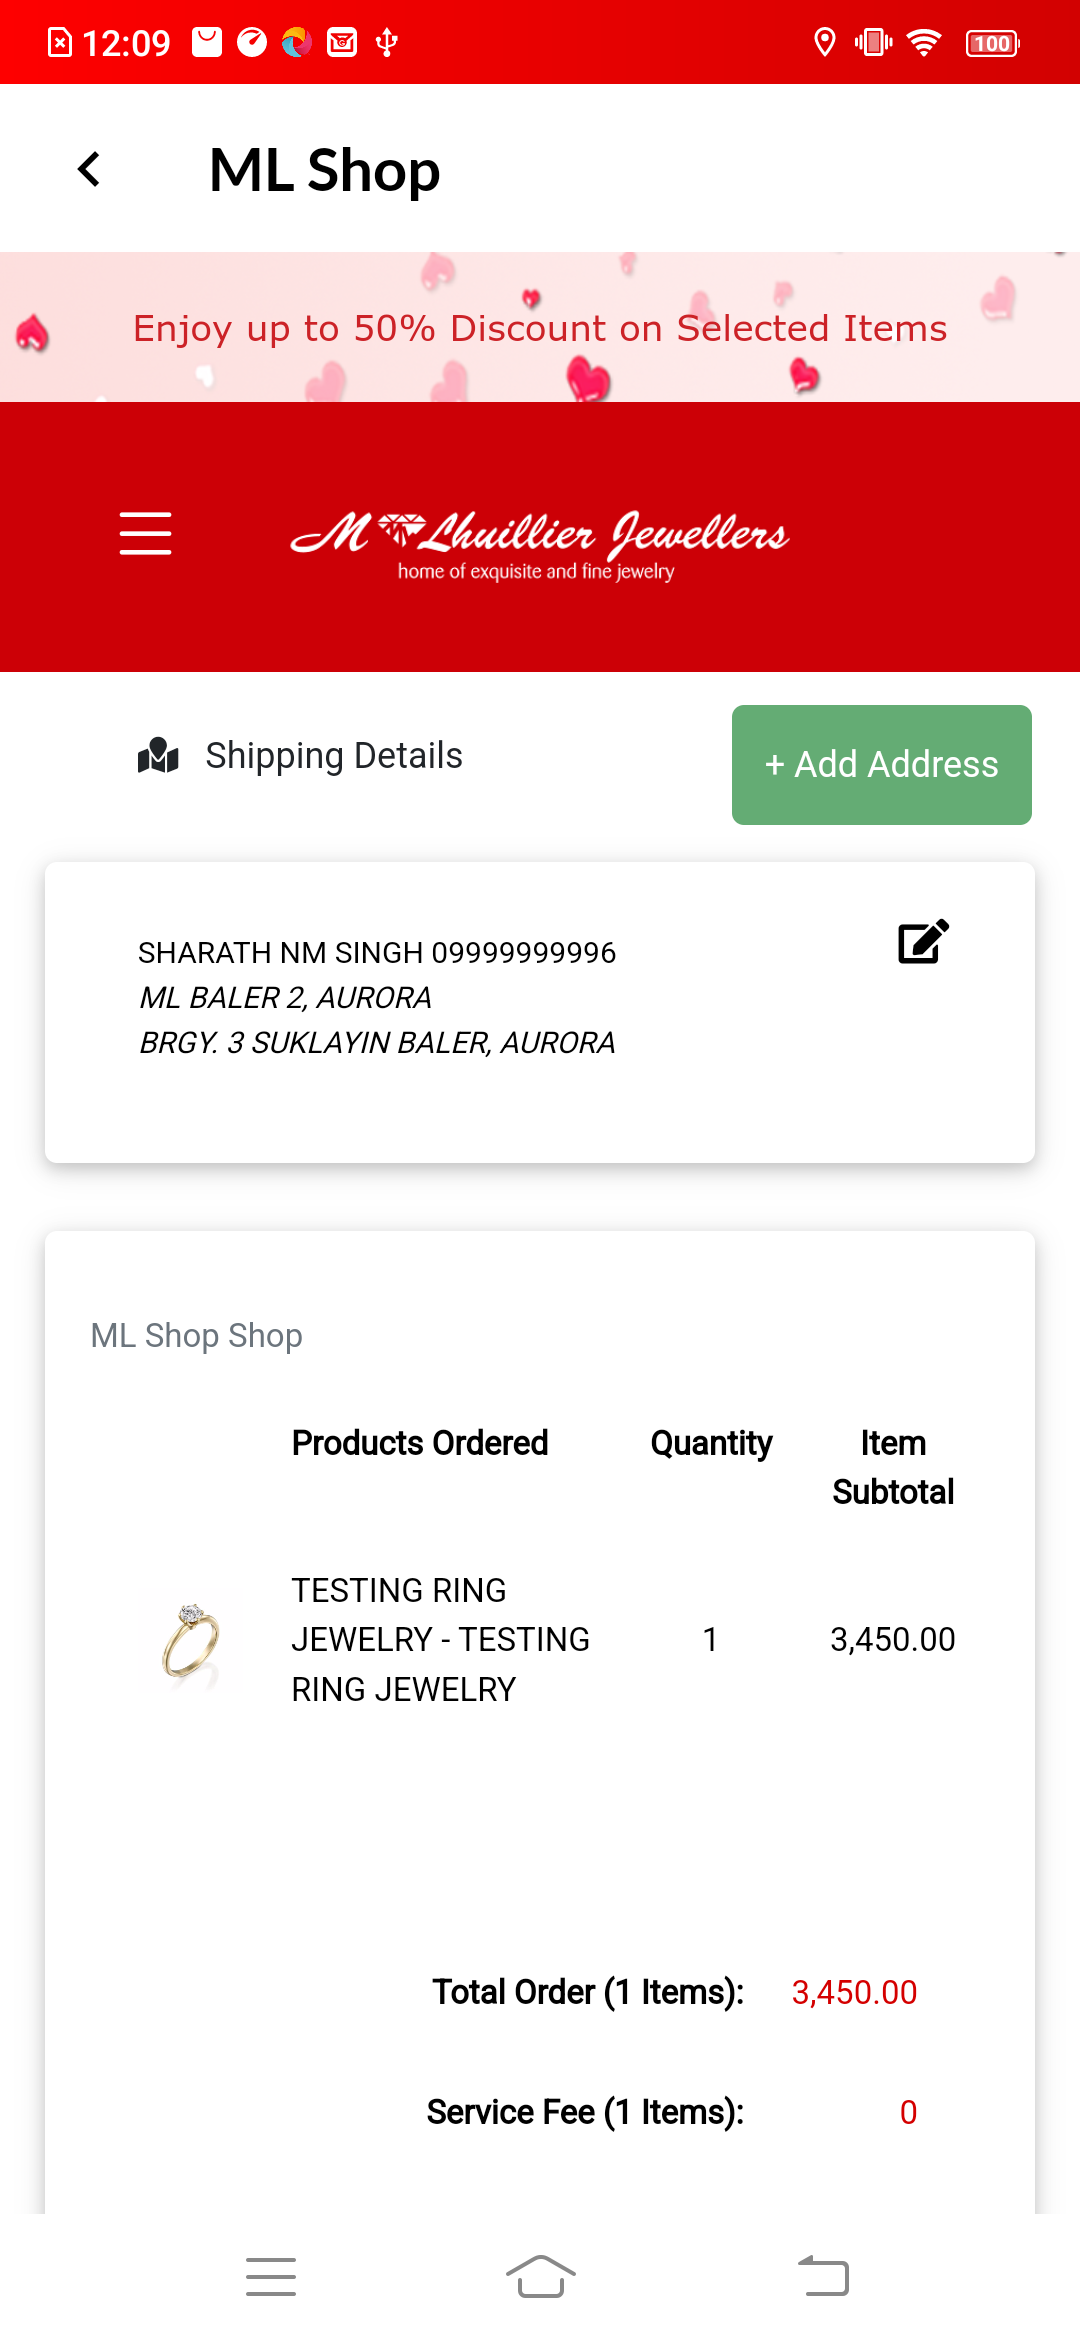 12:09
100
ML Shop
Enjoy up to 50% Discount on Selected Items
M Lhuillier Jewellers
home of exquisite and fine jewelry
Shipping Details
+ Add Address
SHARATH NM SINGH 09999999996
ML BALER 2, AURORA
BRGY. 3 SUKLAYIN BALER, AURORA
ML Shop Shop
Products Ordered Quantity Item
Subtotal
TESTING RING
JEWELRY - TESTING 1 3,450.00
RING JEWELRY
Total Order (1 Items): 3,450.00
Service Fee (1 Items): 0